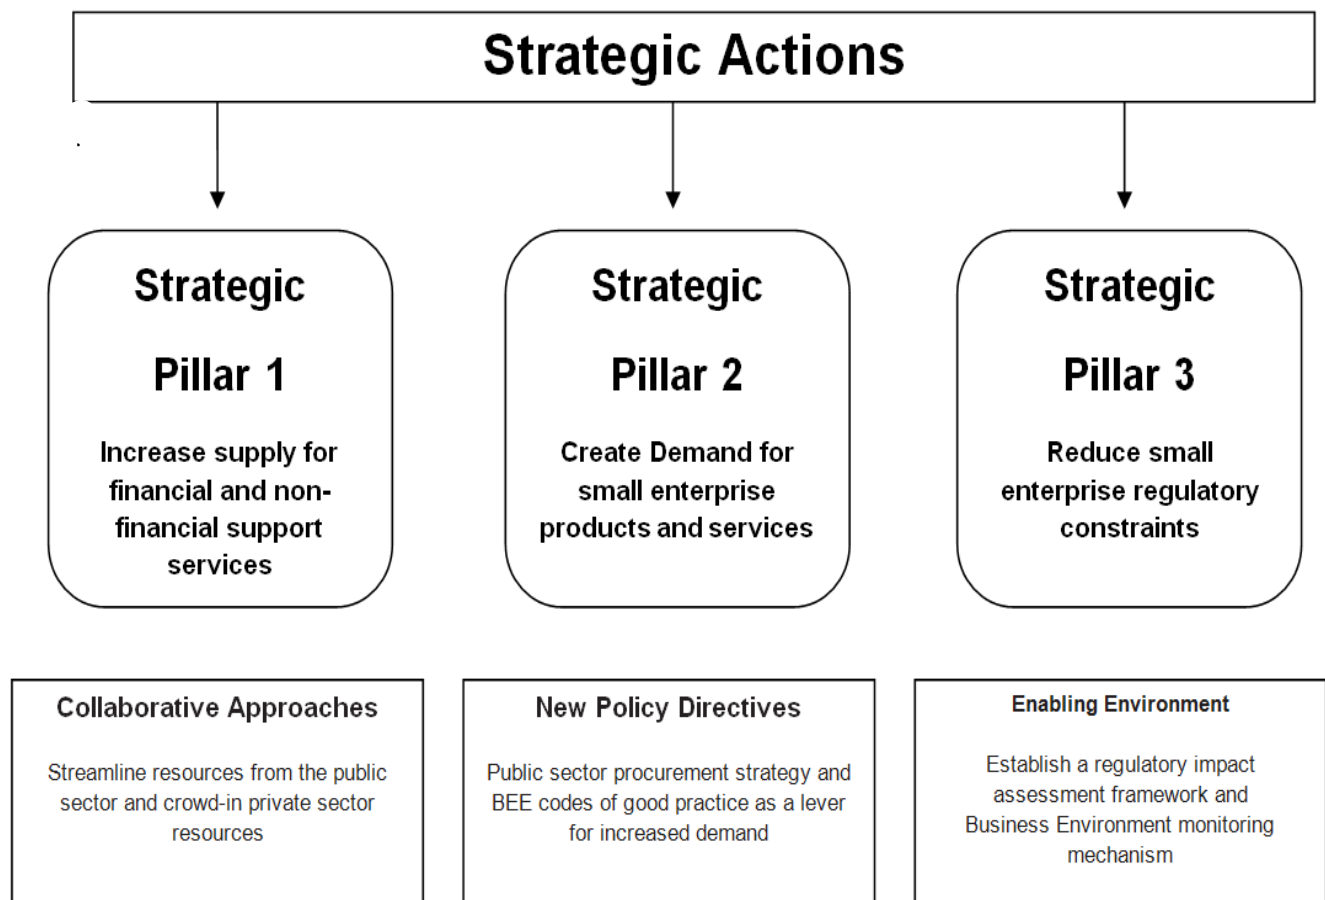 Strategic Actions
Strategic
Pillar 1
Increase supply for
financial and non-
financial support
services
Strategic
Pillar 2
Create Demand for
small enterprise
products and services
Strategic
Pillar 3
Reduce small
enterprise regulatory
constraints
Collaborative Approaches
Streamline resources from the public
sector and crowd-in private sector
resources
New Policy Directives
Public sector procurement strategy and
BEE codes of good practice as a lever
for increased demand
Enabling Environment
Establish a regulatory impact
assessment framework and
Business Environment monitoring
mechanism